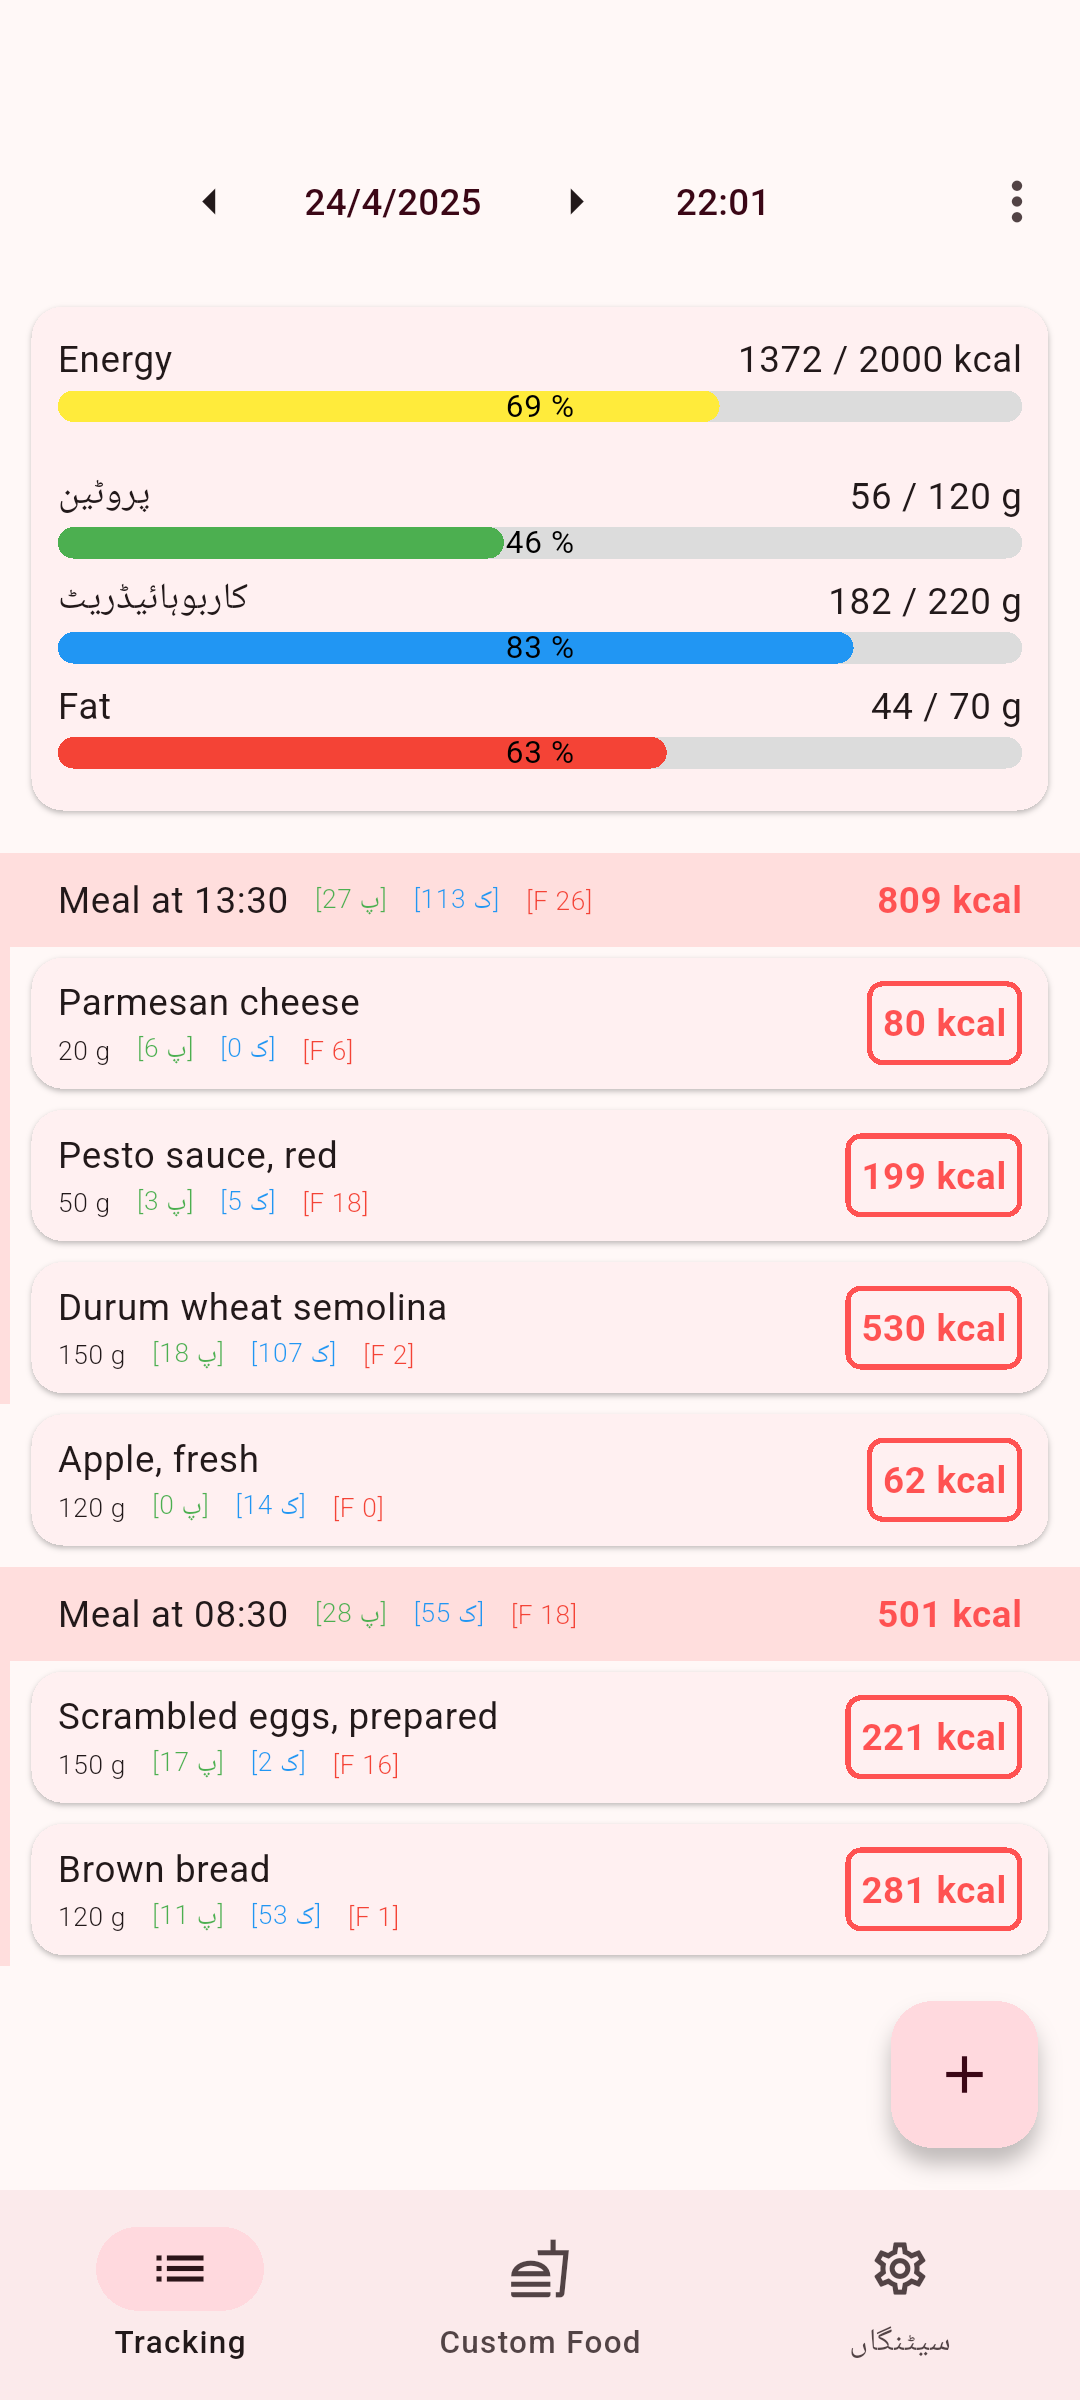 24/4/2025 22:01
Energy 1372 / 2000 kcal
69 %
پروٹین 56 / 120 g
46 %
کاربوہائیڈریٹ 182 / 220 g
83 %
Fat 44 / 70 g
63 %
Meal at 13:30 [27 پ] [113 ک] [F 26] 809 kcal
Parmesan cheese
20 g [6 پ] [0 ک] [F 6] 80 kcal
Pesto sauce, red
50 g [3 پ] [5 ک] [F 18] 199 kcal
Durum wheat semolina
150 g [18 پ] [107 ک] [F 2] 530 kcal
Apple, fresh
120 g [0 پ] [14 ک] [F 0] 62 kcal
Meal at 08:30 [28 پ] [55 ک] [F 18] 501 kcal
Scrambled eggs, prepared
150 g [17 پ] [2 ک] [F 16] 221 kcal
Brown bread
120 g [11 پ] [53 ک] [F 1] 281 kcal
Tracking Custom Food سیٹنگاں